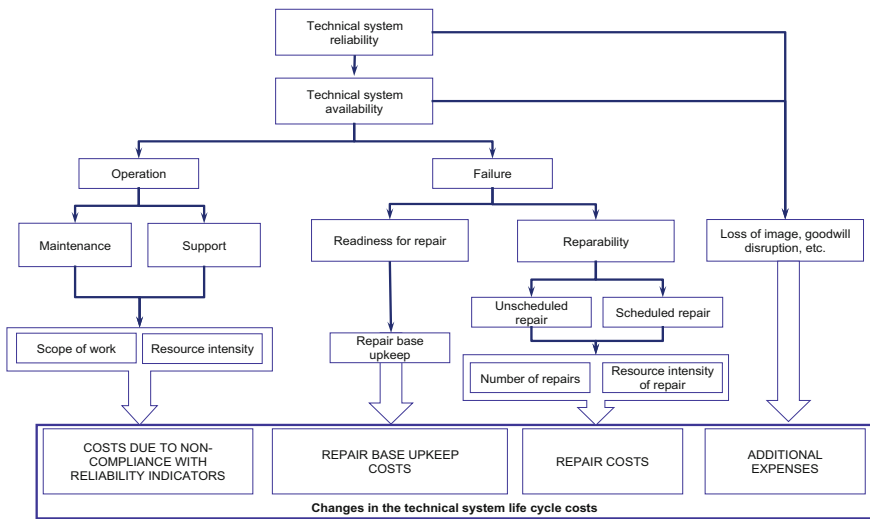 Technical system
reliability
Technical system
availability
Operation
Failure
Maintenance
Support
Readiness for repair
Reparability
Loss of image, goodwill
disruption, etc.
Unscheduled
repair
Scheduled repair
Scope of work
Resource intensity
Repair base
upkeep
Number of repairs
Resource intensity
of repair
COSTS DUE TO NON-
COMPLIANCE WITH
RELIABILITY INDICATORS
REPAIR BASE UPKEEP
COSTS
REPAIR COSTS
ADDITIONAL
EXPENSES
Changes in the technical system life cycle costs